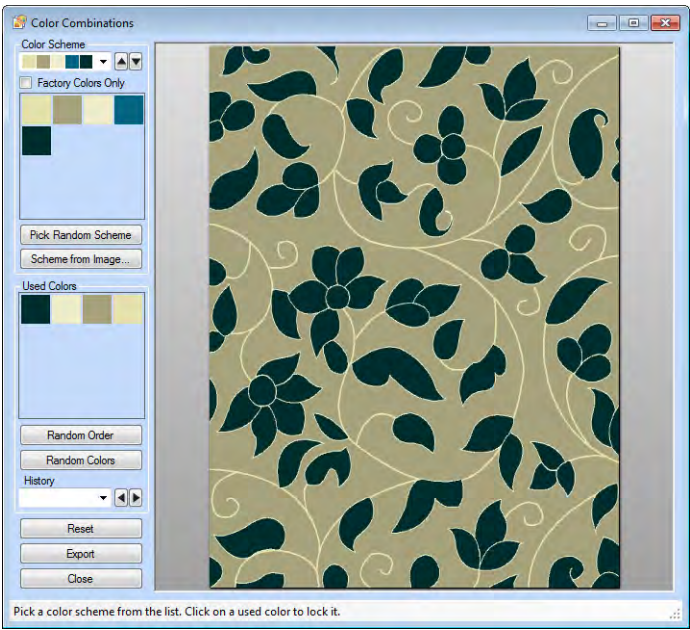 Color Combinations
Color Scheme
Factory Colors Only
Pick Random Scheme
Scheme from Image...
Used Colors
Random Order
Random Colors
History
Reset
Export
Close
Pick a color scheme from the list. Click on a used color to lock it.